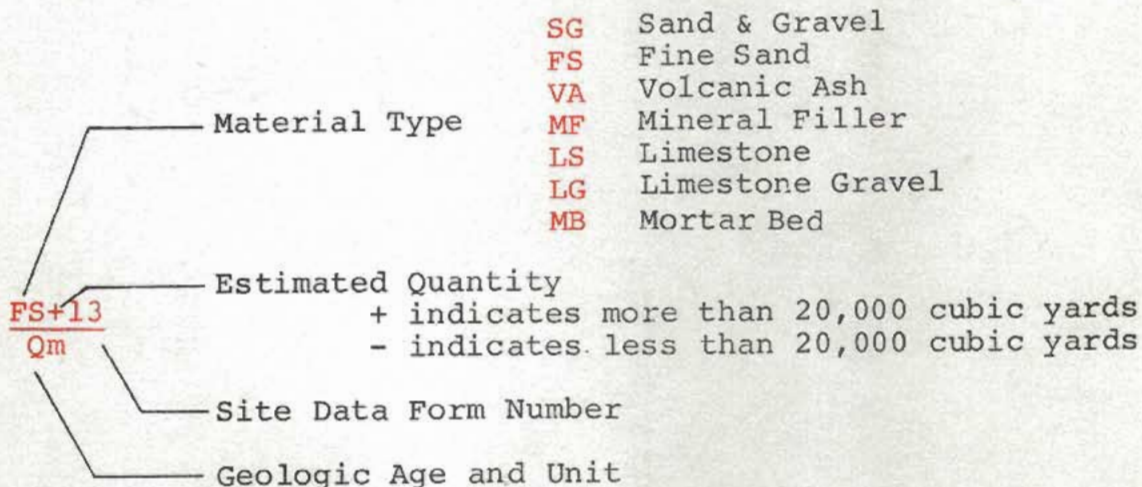 SG Sand & Gravel
FS Fine Sand
VA Volcanic Ash
MF Mineral Filler
LS Limestone
LG Limestone Gravel
MB Mortar Bed
Material Type
Estimated Quantity
+ indicates more than 20,000 cubic yards
- indicates less than 20,000 cubic yards
FS+13
Qm
Site Data Form Number
Geologic Age and Unit